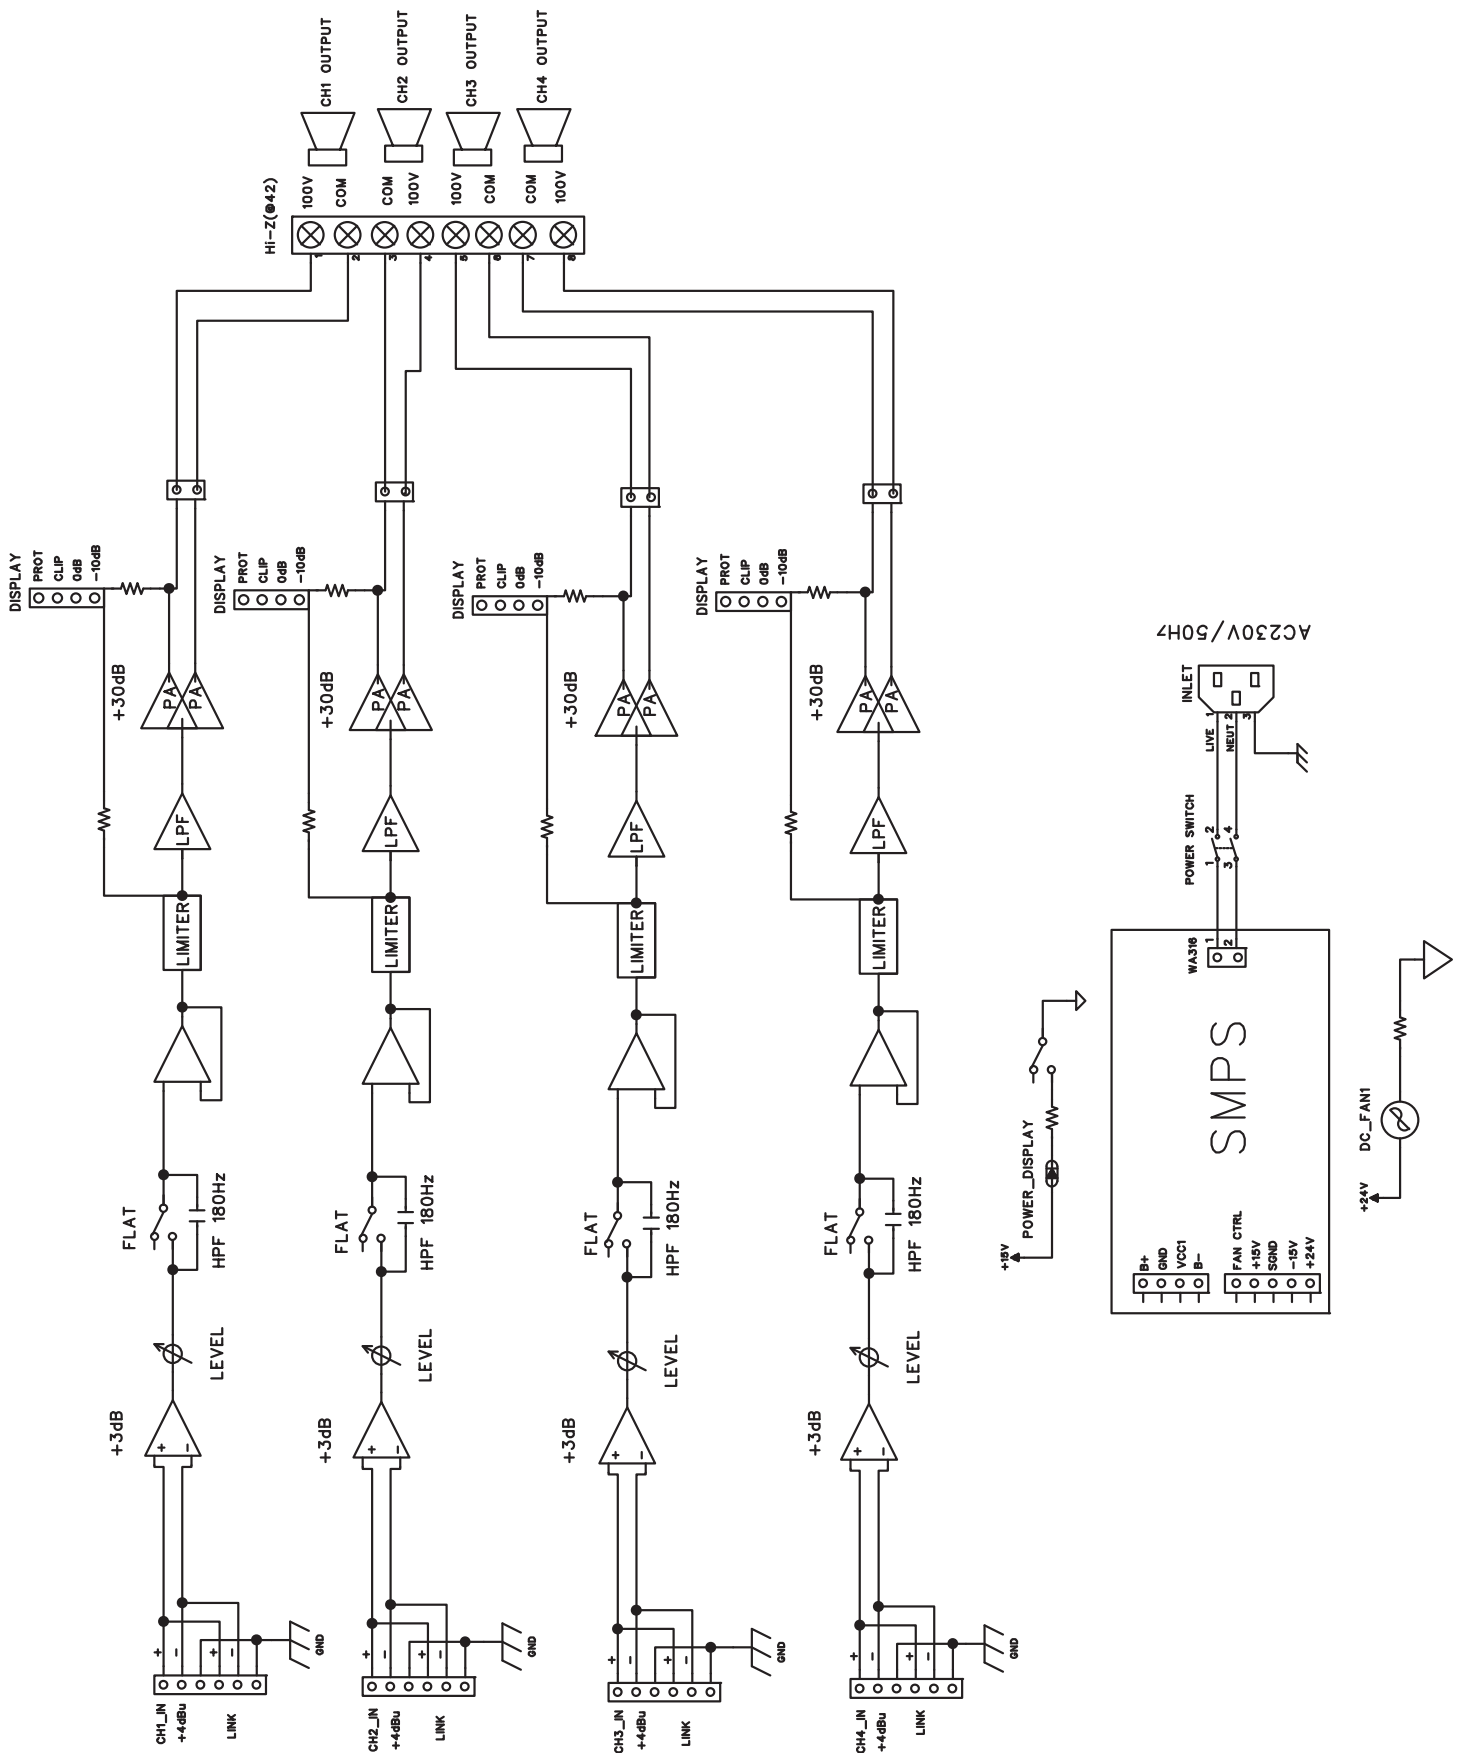 CH1 OUTPUT
CH2 OUTPUT
CH3 OUTPUT
CH4 OUTPUT
Hi-Z(@42)
100V
COM
COM
100V
100V
COM
COM
100V
1
2
3
4
5
6
7
8
CH1_IN
+4dBu
LINK
+
-
+
-
GND
+3dB
+
-
LEVEL
FLAT
HPF 180Hz
LIMITER
LPF
+30dB
PA
PA
DISPLAY
PROT
CLIP
0dB
-10dB
CH2_IN
+4dBu
LINK
+
-
+
-
GND
+3dB
+
-
LEVEL
FLAT
HPF 180Hz
LIMITER
LPF
+30dB
PA
PA
DISPLAY
PROT
CLIP
0dB
-10dB
CH3_IN
+4dBu
LINK
+
-
+
-
GND
+3dB
+
-
LEVEL
FLAT
HPF 180Hz
LIMITER
LPF
+30dB
PA
PA
DISPLAY
PROT
CLIP
0dB
-10dB
CH4_IN
+4dBu
LINK
+
-
+
-
GND
+3dB
+
-
LEVEL
FLAT
HPF 180Hz
LIMITER
LPF
+30dB
PA
PA
DISPLAY
PROT
CLIP
0dB
-10dB
+15V
POWER_DISPLAY
B+
GND
VCC1
B-
FAN CTRL
+15V
SGND
-15V
+24V
SMPS
WA316
1
2
POWER SWITCH
1
2
3
4
LIVE
1
NEUT
2
3
INLET
AC230V/50Hz
+24V
DC_FAN1